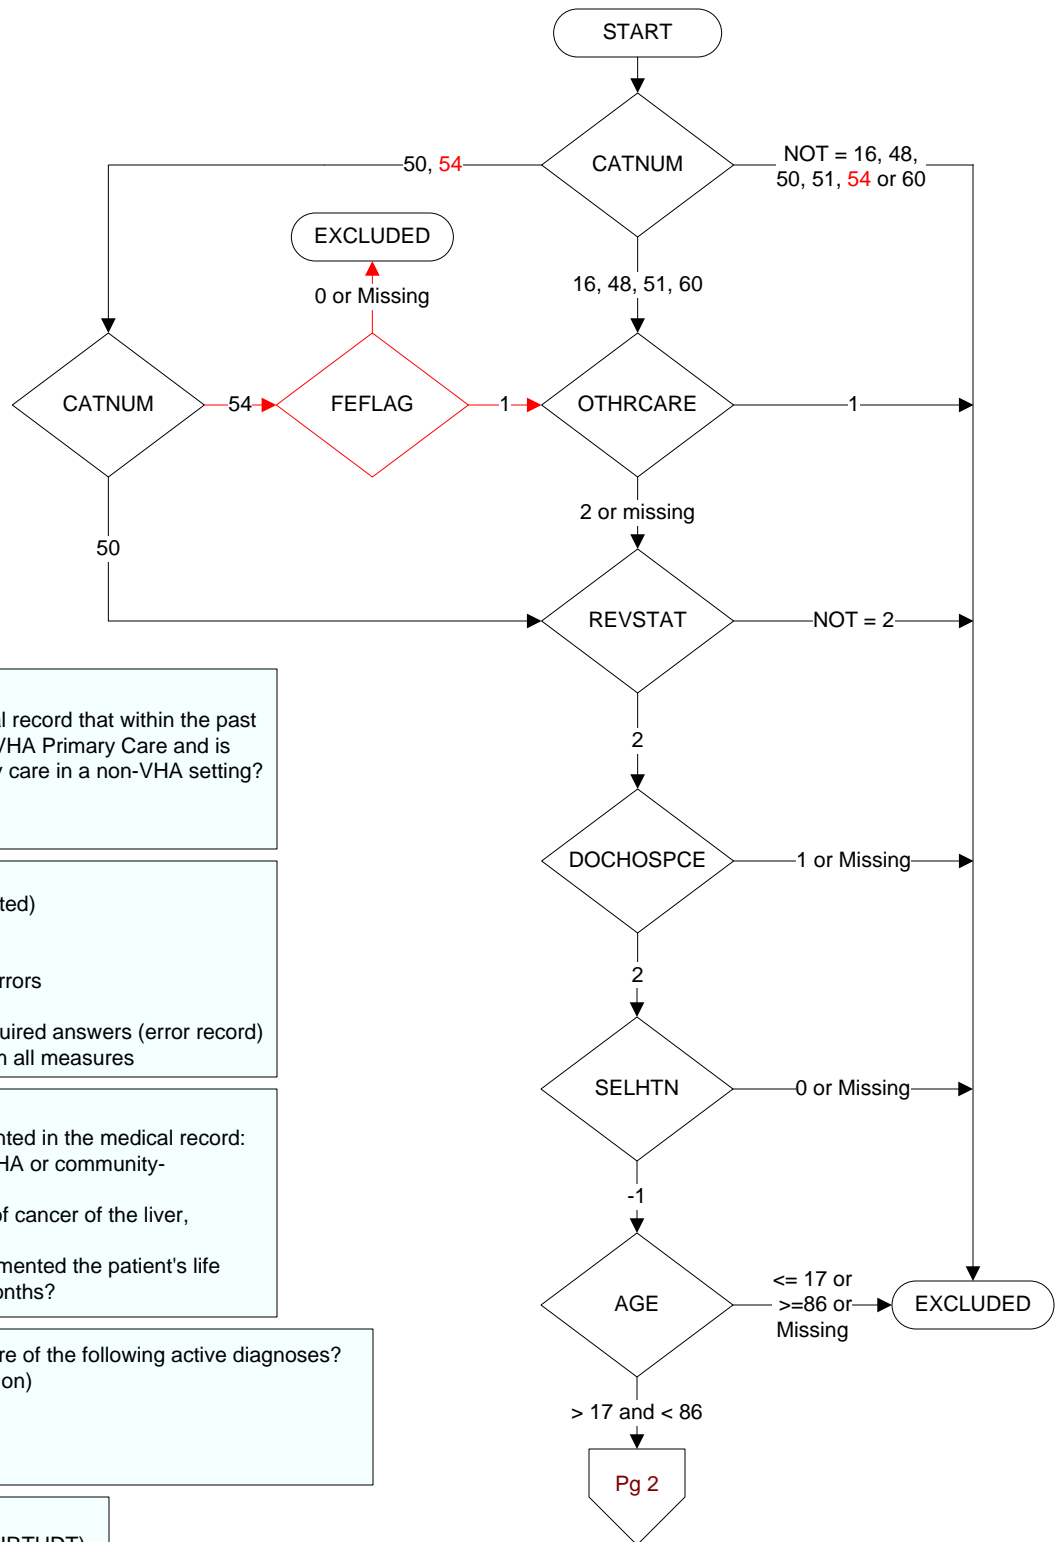 START
CATNUM
50, 54
NOT = 16, 48,
50, 51, 54 or 60
EXCLUDED
0 or Missing
16, 48, 51, 60
CATNUM
54
FEFLAG
1
OTHRCARE
1
2 or missing
50
REVSTAT
NOT = 2
2
al record that within the past
VHA Primary Care and is
y care in a non-VHA setting?
DOCHOSPCE
1 or Missing
ted)
rrors
uired answers (error record)
m all measures
2
SELHTN
0 or Missing
nted in the medical record:
HA or community-
of cancer of the liver,
mented the patient's life
onths?
-1
AGE
<= 17 or
>=86 or
Missing
EXCLUDED
re of the following active diagnoses?
on)
> 17 and < 86
Pg 2